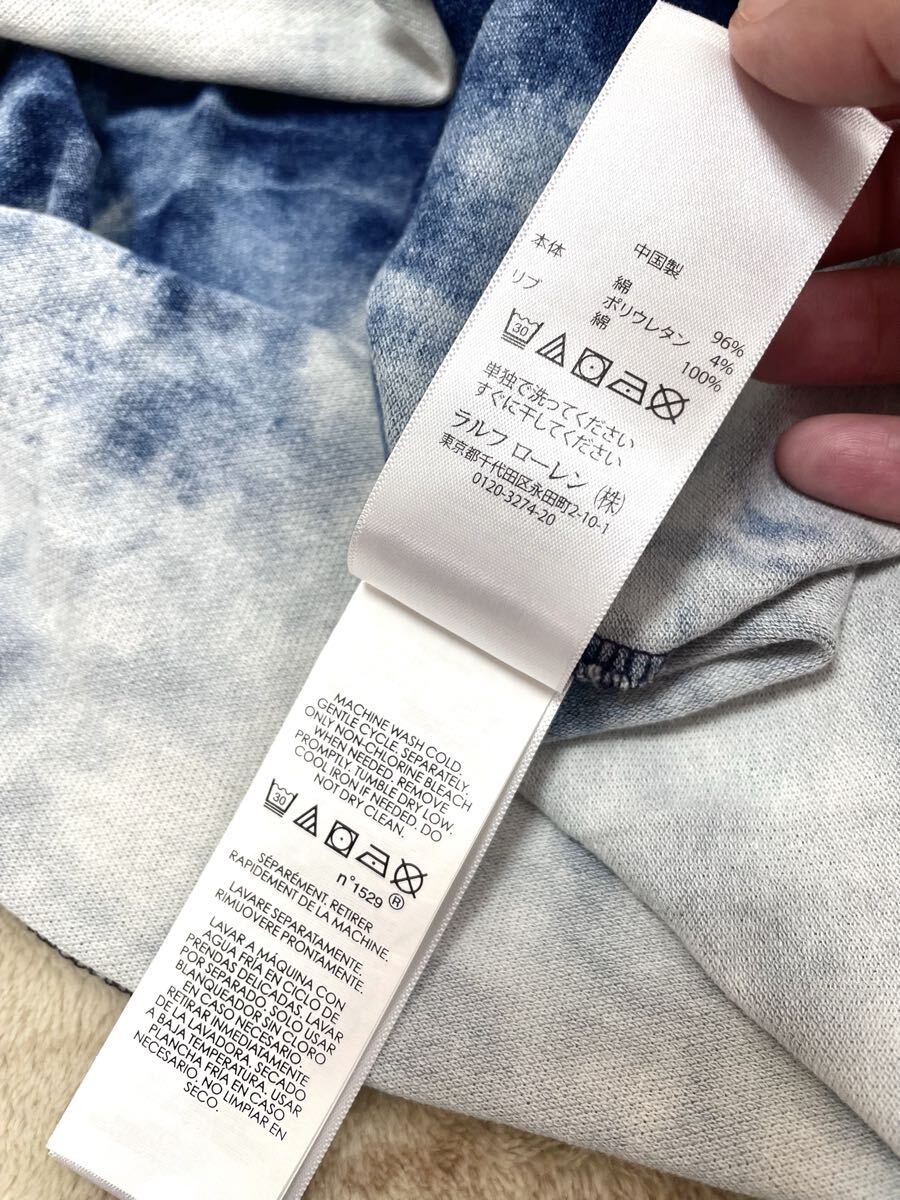 中国製
本体 綿 96%
ポリウレタン 4%
リブ 綿 100%
30
単独で洗ってください
すぐに干してください
ラルフ ローレン（株）
東京都千代田区永田町2-10-1
0120-3274-20
MACHINE WASH COLD
GENTLE CYCLE, SEPARATELY.
ONLY NON-CHLORINE BLEACH
WHEN NEEDED. REMOVE
PROMPTLY, TUMBLE DRY LOW.
COOL IRON IF NEEDED. DO
NOT DRY CLEAN.
30
n°1529 ®
SÉPARÉMENT, RETIRER
RAPIDEMENT DE LA MACHINE.
LAVARE SEPARATAMENTE.
RIMUOVERE PRONTAMENTE.
LAVAR A MÁQUINA CON
AGUA FRÍA EN CICLO DE
PRENDAS DELICADAS, LAVAR
POR SEPARADO. SOLO USAR
BLANQUEADOR SIN CLORO
EN CASO NECESARIO.
RETIRAR INMEDIATAMENTE
DE LA LAVADORA, SECADO
A BAJA TEMPERATURA, USAR
PLANCHA FRÍA EN CASO
NECESARIO, NO LIMPIAR EN
SECO.